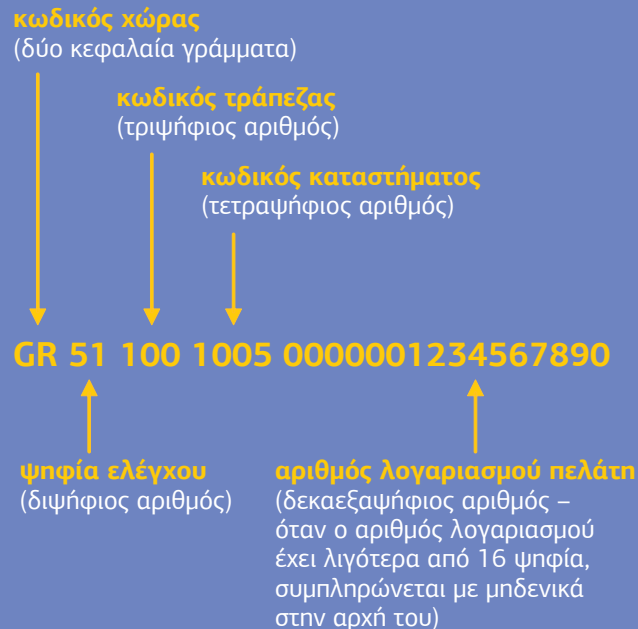 κωδικός χώρας
(δύο κεφαλαία γράμματα)
κωδικός τράπεζας
(τριψήφιος αριθμός)
κωδικός καταστήματος
(τετραψήφιος αριθμός)
GR 51 100 1005 0000001234567890
ψηφία ελέγχου
(διψήφιος αριθμός)
αριθμός λογαριασμού πελάτη
(δεκαεξαψήφιος αριθμός –
όταν ο αριθμός λογαριασμού
έχει λιγότερα από 16 ψηφία,
συμπληρώνεται με μηδενικά
στην αρχή του)